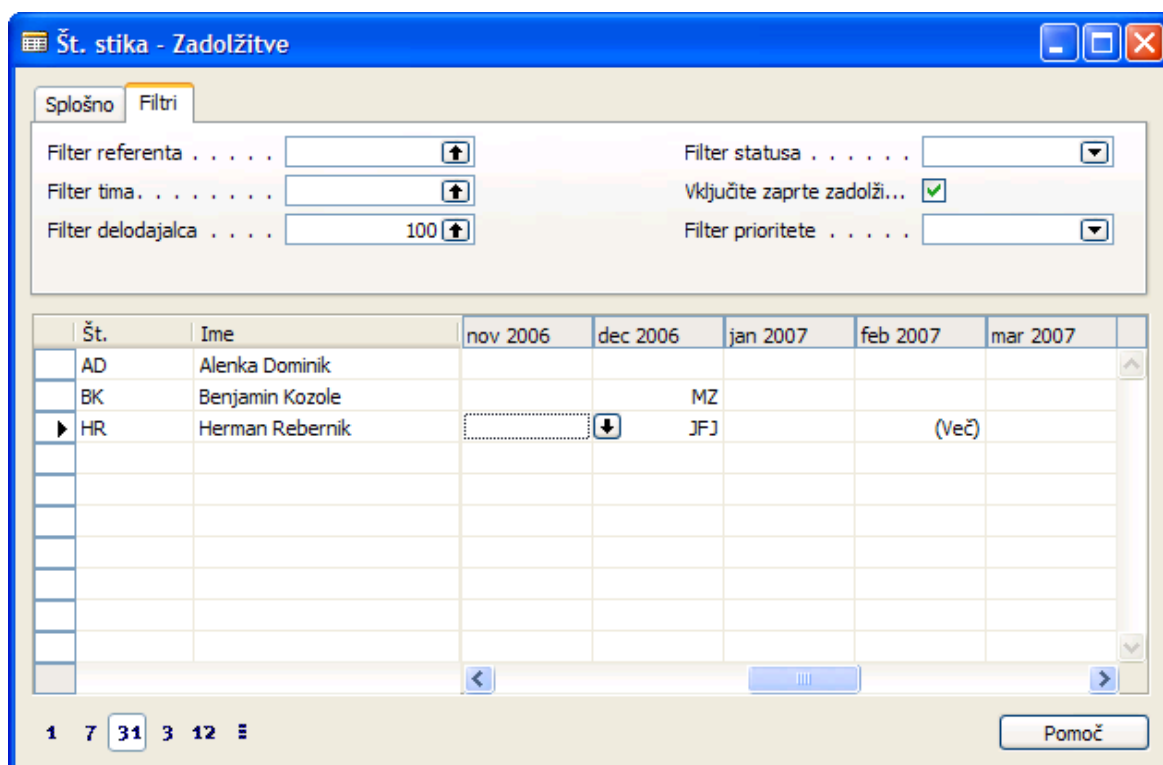 Št. stika - Zadolžitve
Splošno Filtri
Filter referenta . . . . . Filter statusa . . . . . .
Filter tima. . . . . . . . Vključite zaprte zadolži...
Filter delodajalca . . . . 100 Filter prioritete . . . . .
Št. Ime nov 2006 dec 2006 jan 2007 feb 2007 mar 2007
AD Alenka Dominik
BK Benjamin Kozole MZ
HR Herman Rebernik JFJ (Več)
1 7 31 3 12 Pomoč